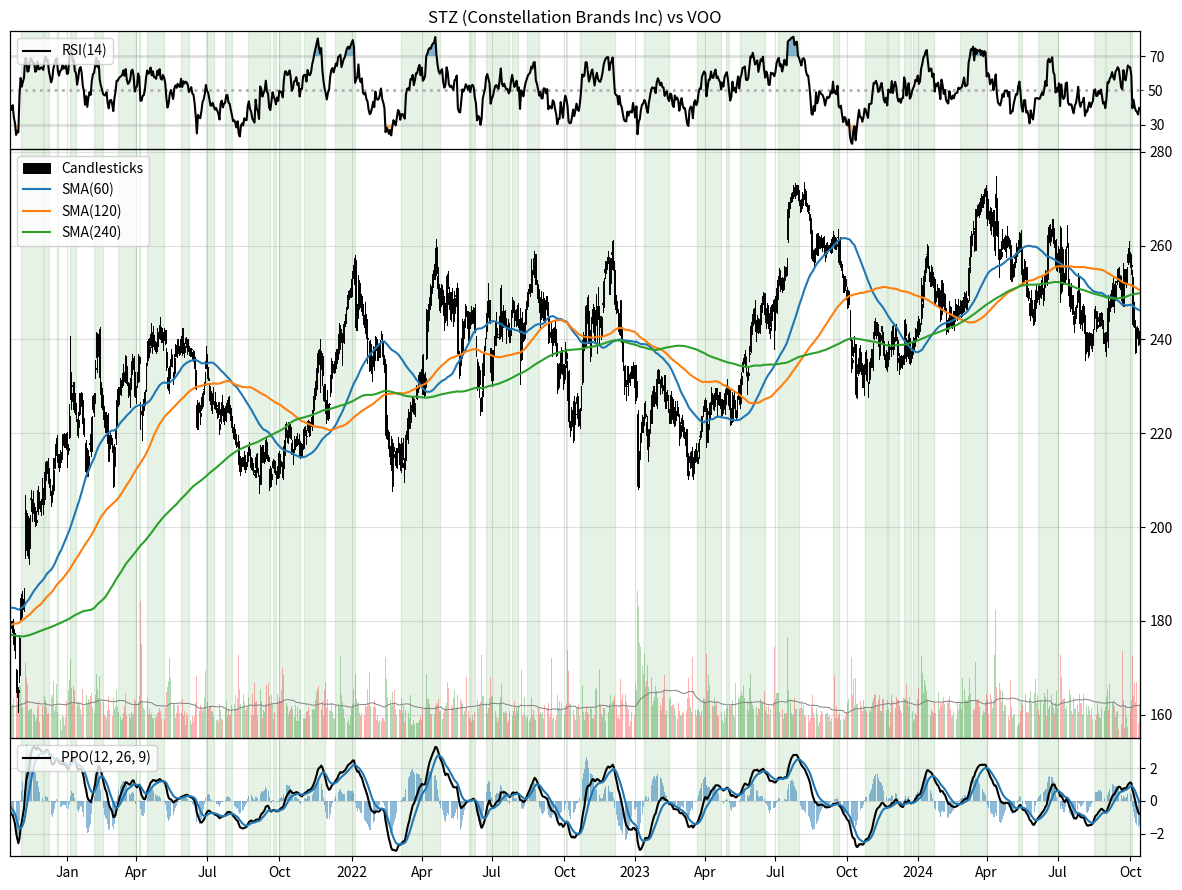 STZ (Constellation Brands Inc) vs VOO
RSI(14)
70
50
30
Candlesticks
SMA(60)
SMA(120)
SMA(240)
280
260
240
220
200
180
160
PPO(12, 26, 9)
2
0
−2
Jan Apr Jul Oct 2022 Apr Jul Oct 2023 Apr Jul Oct 2024 Apr Jul Oct